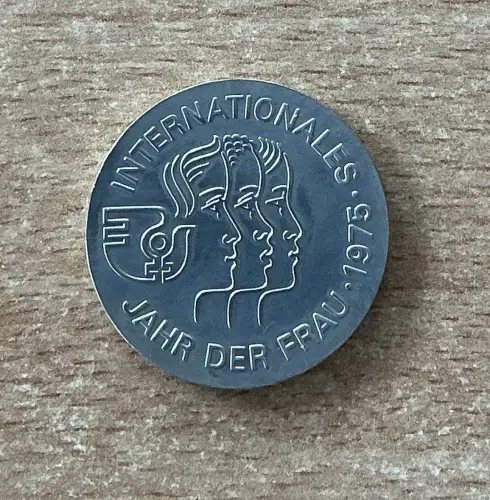 INTERNATIONALES · 1975 ·
JAHR DER FRAU